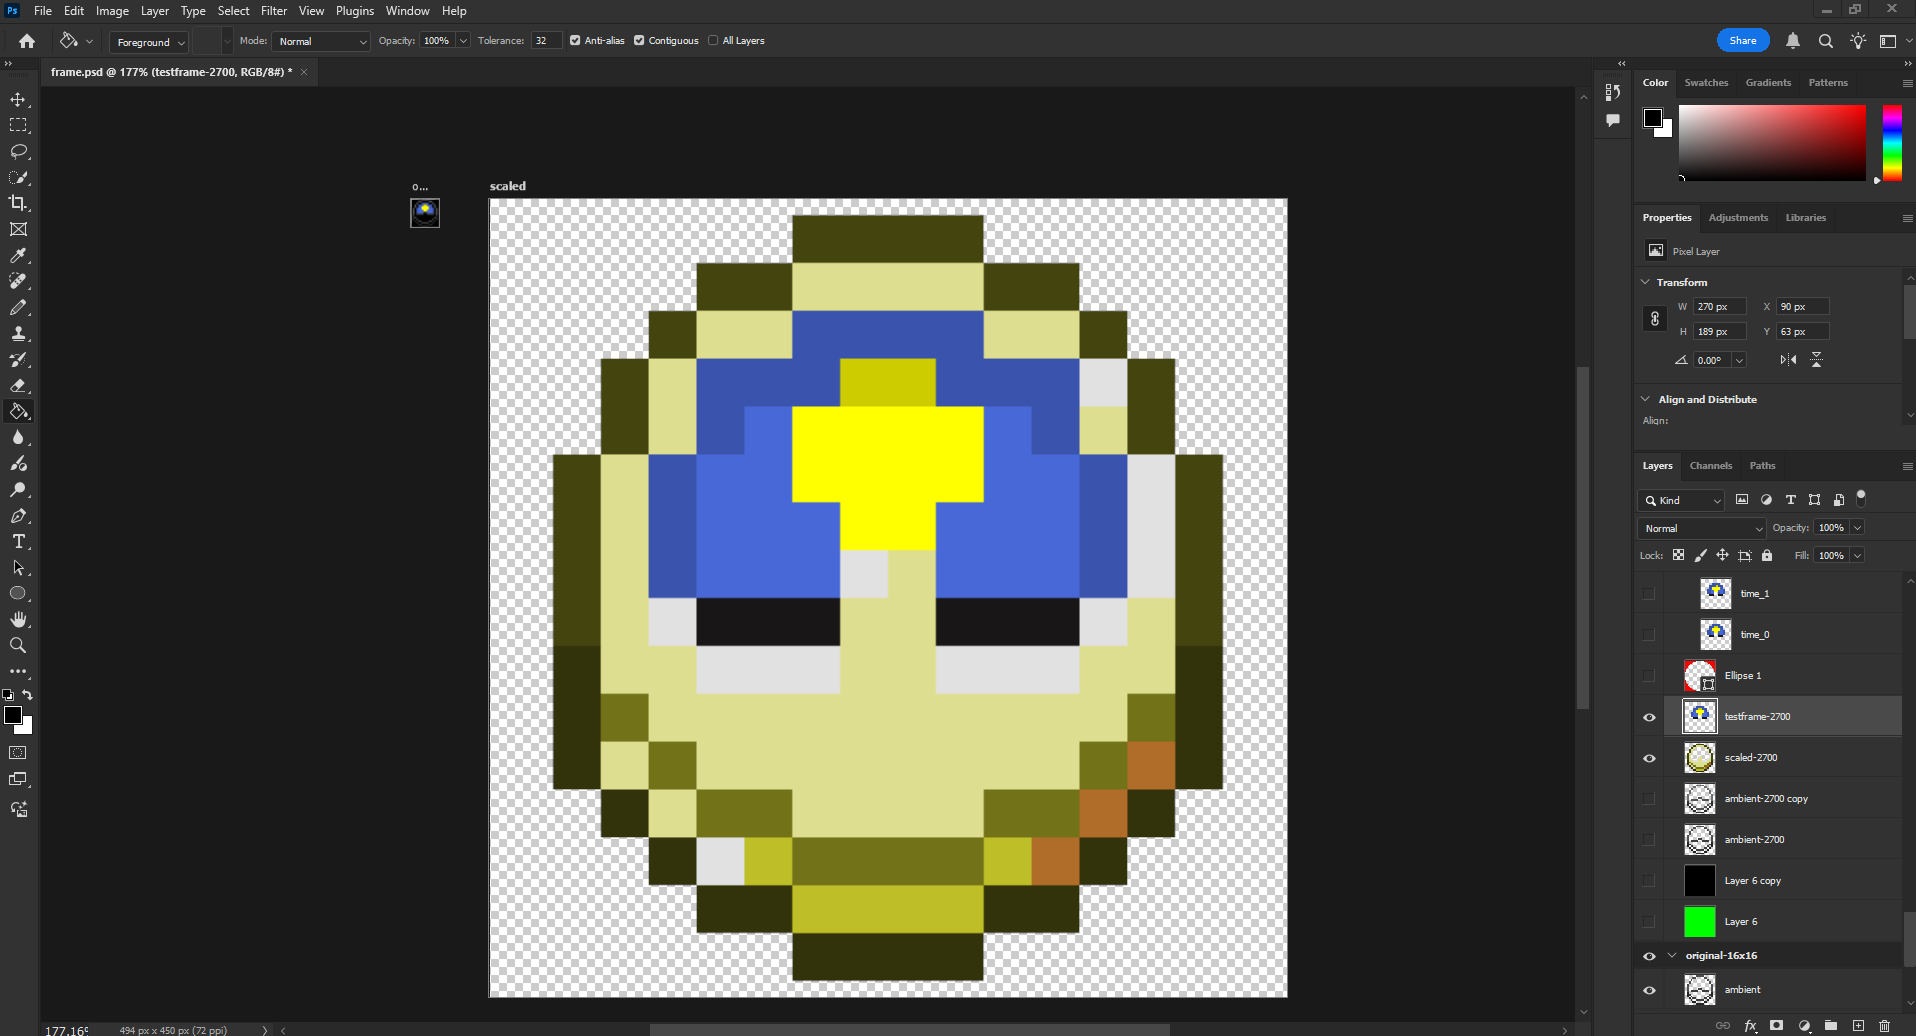 Ps File Edit Image Layer Type Select Filter View Plugins Window Help
Foreground Mode: Normal Opacity: 100% Tolerance: 32 Anti-alias Contiguous All Layers Share
frame.psd @ 177% (testframe-2700, RGB/8#) *
o...
scaled
Color Swatches Gradients Patterns
Properties Adjustments Libraries
Pixel Layer
Transform
W 270 px X 90 px
H 189 px Y 63 px
0.00°
Align and Distribute
Align:
Layers Channels Paths
Kind
Normal Opacity: 100%
Lock: Fill: 100%
time_1
time_0
Ellipse 1
testframe-2700
scaled-2700
ambient-2700 copy
ambient-2700
Layer 6 copy
Layer 6
original-16x16
ambient
fx
177.16%
494 px x 450 px (72 ppi)